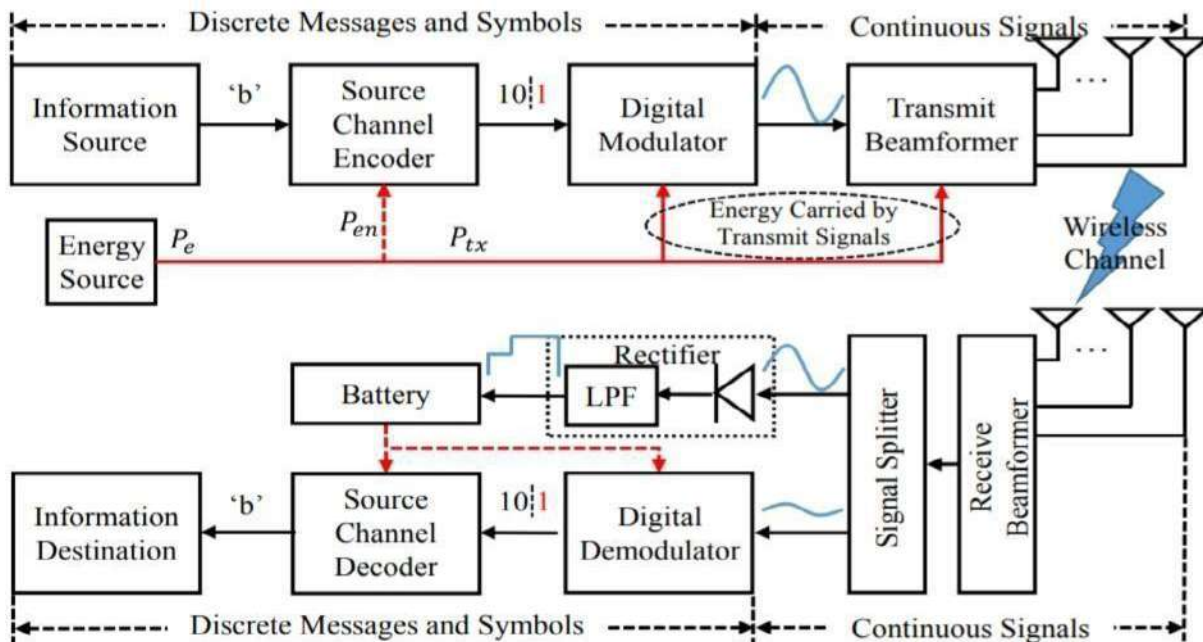 Discrete Messages and Symbols
Continuous Signals
Information
Source
‘b’
Source
Channel
Encoder
10¦1
Digital
Modulator
Transmit
Beamformer
...
Energy
Source
P_e
P_en
P_tx
Energy Carried by
Transmit Signals
Wireless
Channel
Battery
Rectifier
LPF
Signal Splitter
Receive
Beamformer
...
Information
Destination
‘b’
Source
Channel
Decoder
10¦1
Digital
Demodulator
Discrete Messages and Symbols
Continuous Signals